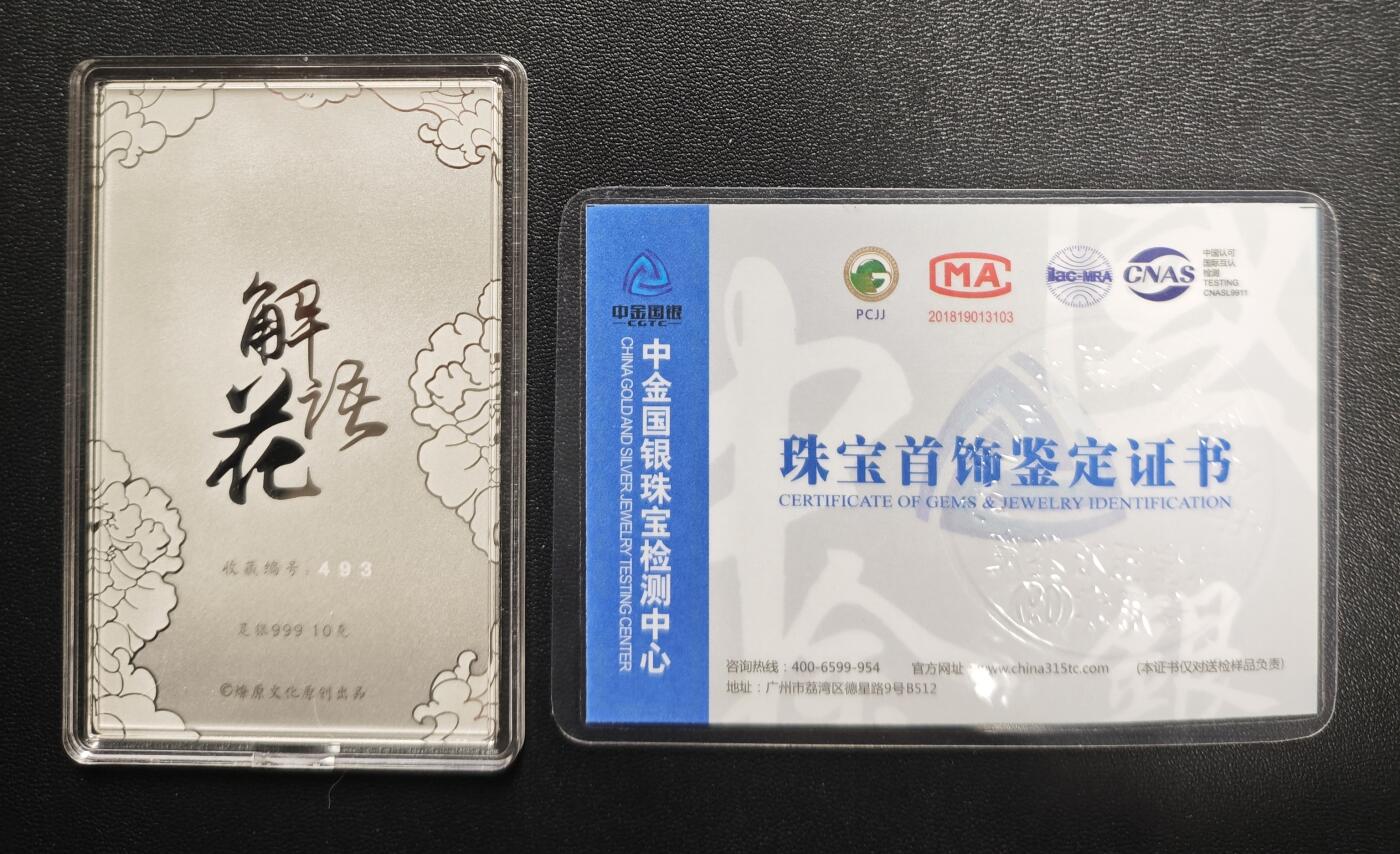 解语花
收藏编号：493
足银999 10克
©燎原文化原创出品
中金国银
CGTC
中金国银珠宝检测中心
CHINA GOLD AND SILVER JEWELRY TESTING CENTER
PCJJ
MA
201819013103
ilac-MRA
CNAS
中国认可
国际互认
检测
TESTING
CNASL9911
珠宝首饰鉴定证书
CERTIFICATE OF GEMS & JEWELRY IDENTIFICATION
咨询热线：400-6599-954 官方网址：www.china315tc.com (本证书仅对送检样品负责)
地址：广州市荔湾区德星路9号B512